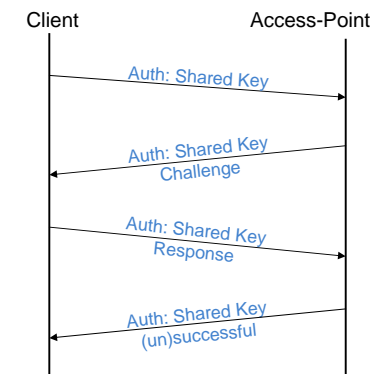 Client
Access-Point
Auth: Shared Key
Auth: Shared Key
Challenge
Auth: Shared Key
Response
Auth: Shared Key
(un)successful